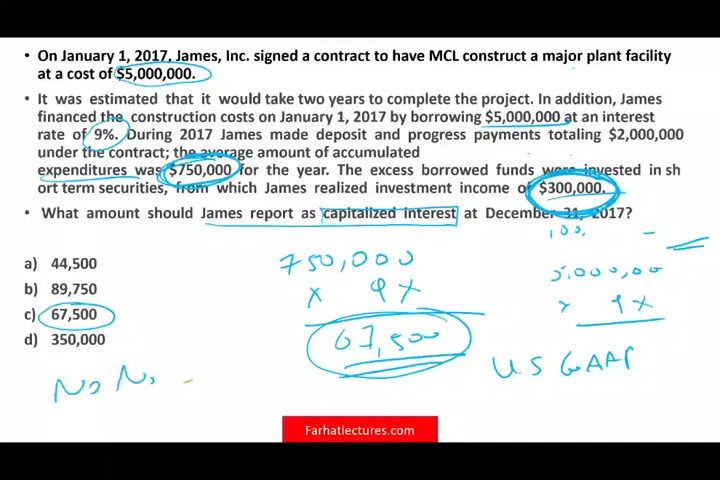 • On January 1, 2017, James, Inc. signed a contract to have MCL construct a major plant facility
at a cost of $5,000,000.
• It was estimated that it would take two years to complete the project. In addition, James
financed the construction costs on January 1, 2017 by borrowing $5,000,000 at an interest
rate of 9%. During 2017 James made deposit and progress payments totaling $2,000,000
under the contract; the average amount of accumulated
expenditures was $750,000 for the year. The excess borrowed funds were invested in sh
ort term securities, from which James realized investment income of $300,000.
• What amount should James report as capitalized interest at December 31, 2017?
a) 44,500
b) 89,750
c) 67,500
d) 350,000
750,000
x 9%
67,500
100,
5,000,000
x 9%
U.S GAAP
No No
Farhatlectures.com